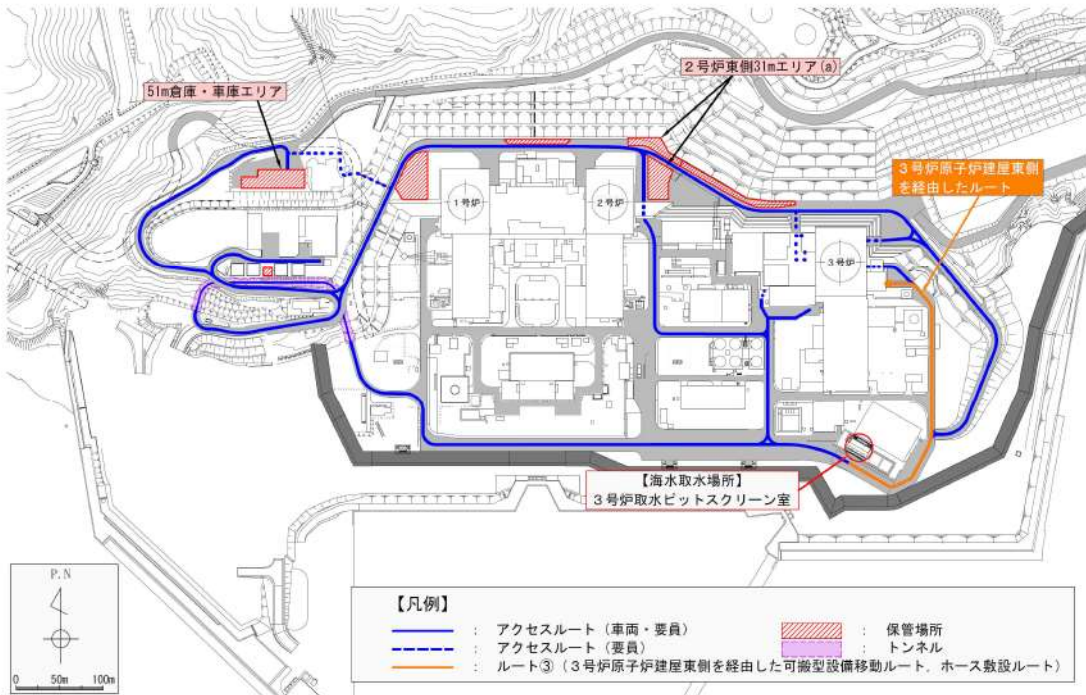 2号炉東側31mエリア(a)
51m倉庫・車庫エリア
3号炉原子炉建屋東側
を経由したルート
1号炉
2号炉
3号炉
【海水取水場所】
3号炉取水ピットスクリーン室
P.N
0 50m 100m
【凡例】
: アクセスルート(車両・要員)
: 保管場所
: アクセスルート(要員)
: トンネル
: ルート③(3号炉原子炉建屋東側を経由した可搬型設備移動ルート,ホース敷設ルート)